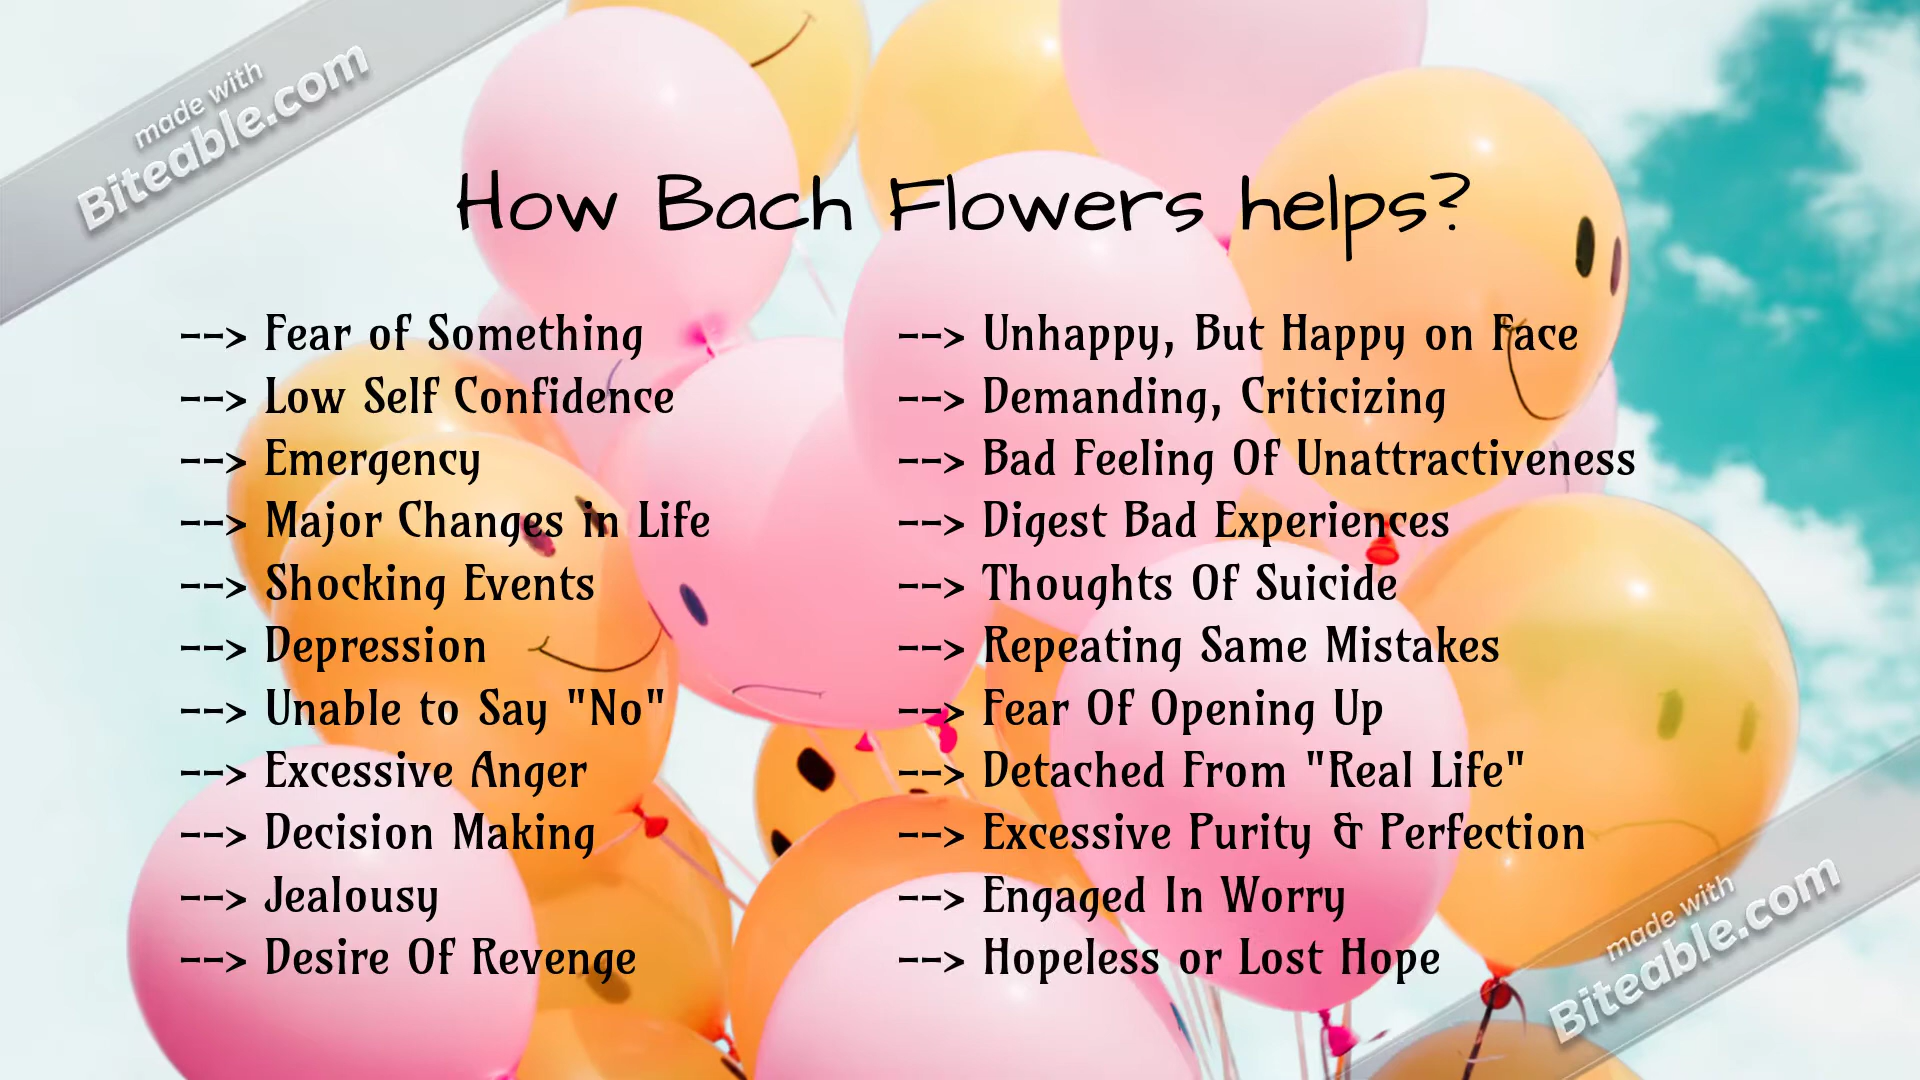 made with
Biteable.com
How Bach Flowers helps?
--> Fear of Something
--> Low Self Confidence
--> Emergency
--> Major Changes in Life
--> Shocking Events
--> Depression
--> Unable to Say "No"
--> Excessive Anger
--> Decision Making
--> Jealousy
--> Desire Of Revenge
--> Unhappy, But Happy on Face
--> Demanding, Criticizing
--> Bad Feeling Of Unattractiveness
--> Digest Bad Experiences
--> Thoughts Of Suicide
--> Repeating Same Mistakes
--> Fear Of Opening Up
--> Detached From "Real Life"
--> Excessive Purity & Perfection
--> Engaged In Worry
--> Hopeless or Lost Hope
made with
Biteable.com